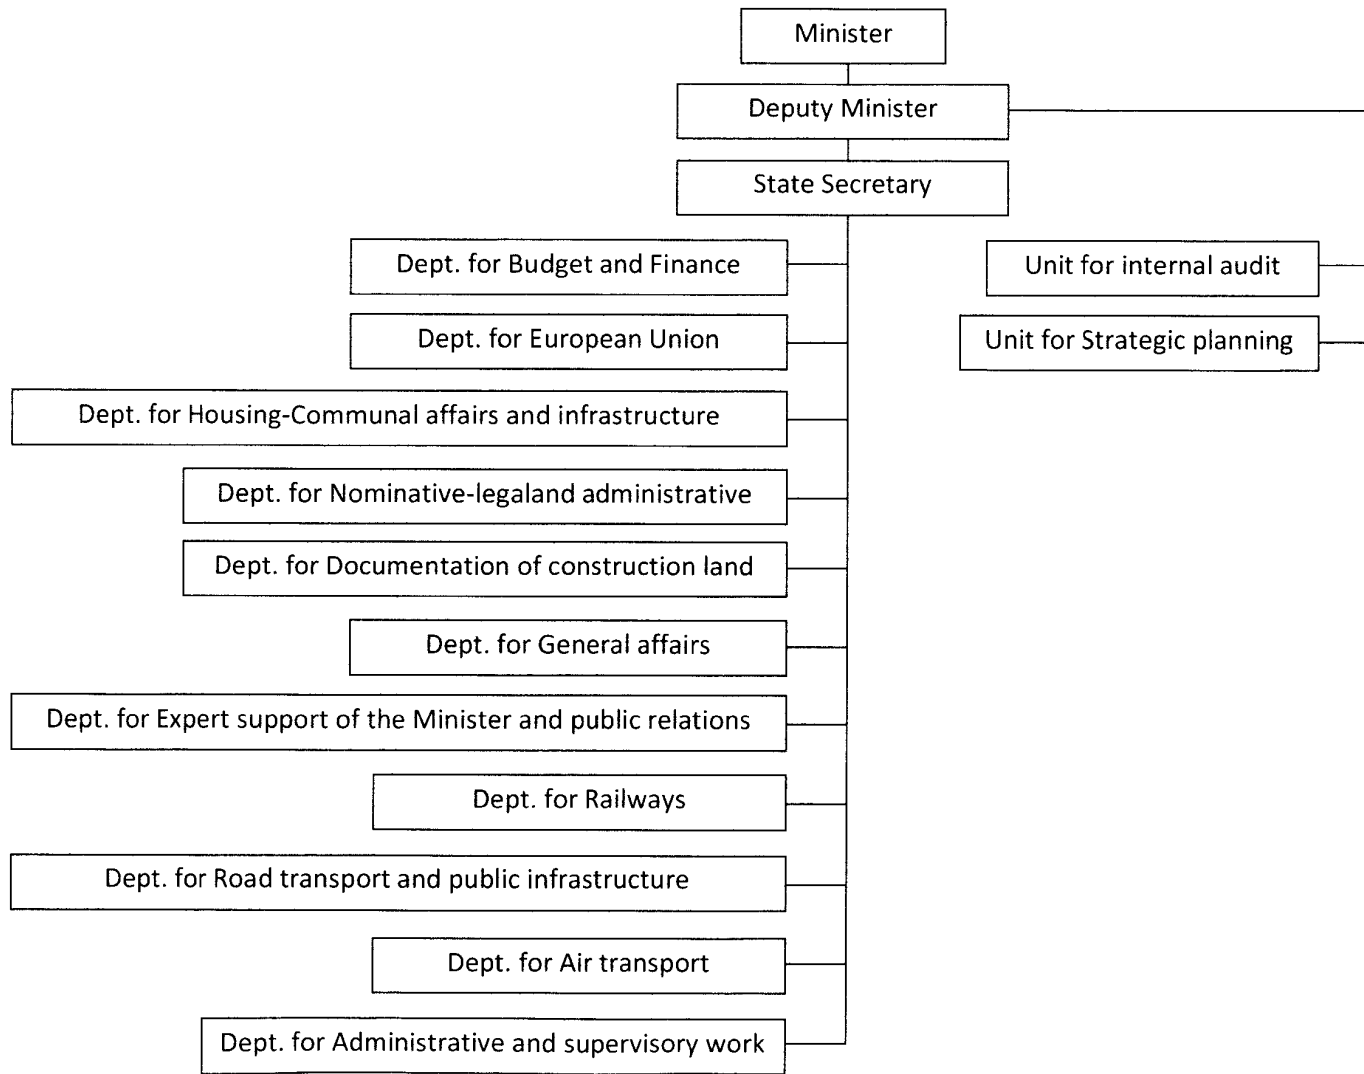 Minister
Deputy Minister
State Secretary
Dept. for Budget and Finance
Unit for internal audit
Dept. for European Union
Unit for Strategic planning
Dept. for Housing-Communal affairs and infrastructure
Dept. for Nominative-legaland administrative
Dept. for Documentation of construction land
Dept. for General affairs
Dept. for Expert support of the Minister and public relations
Dept. for Railways
Dept. for Road transport and public infrastructure
Dept. for Air transport
Dept. for Administrative and supervisory work